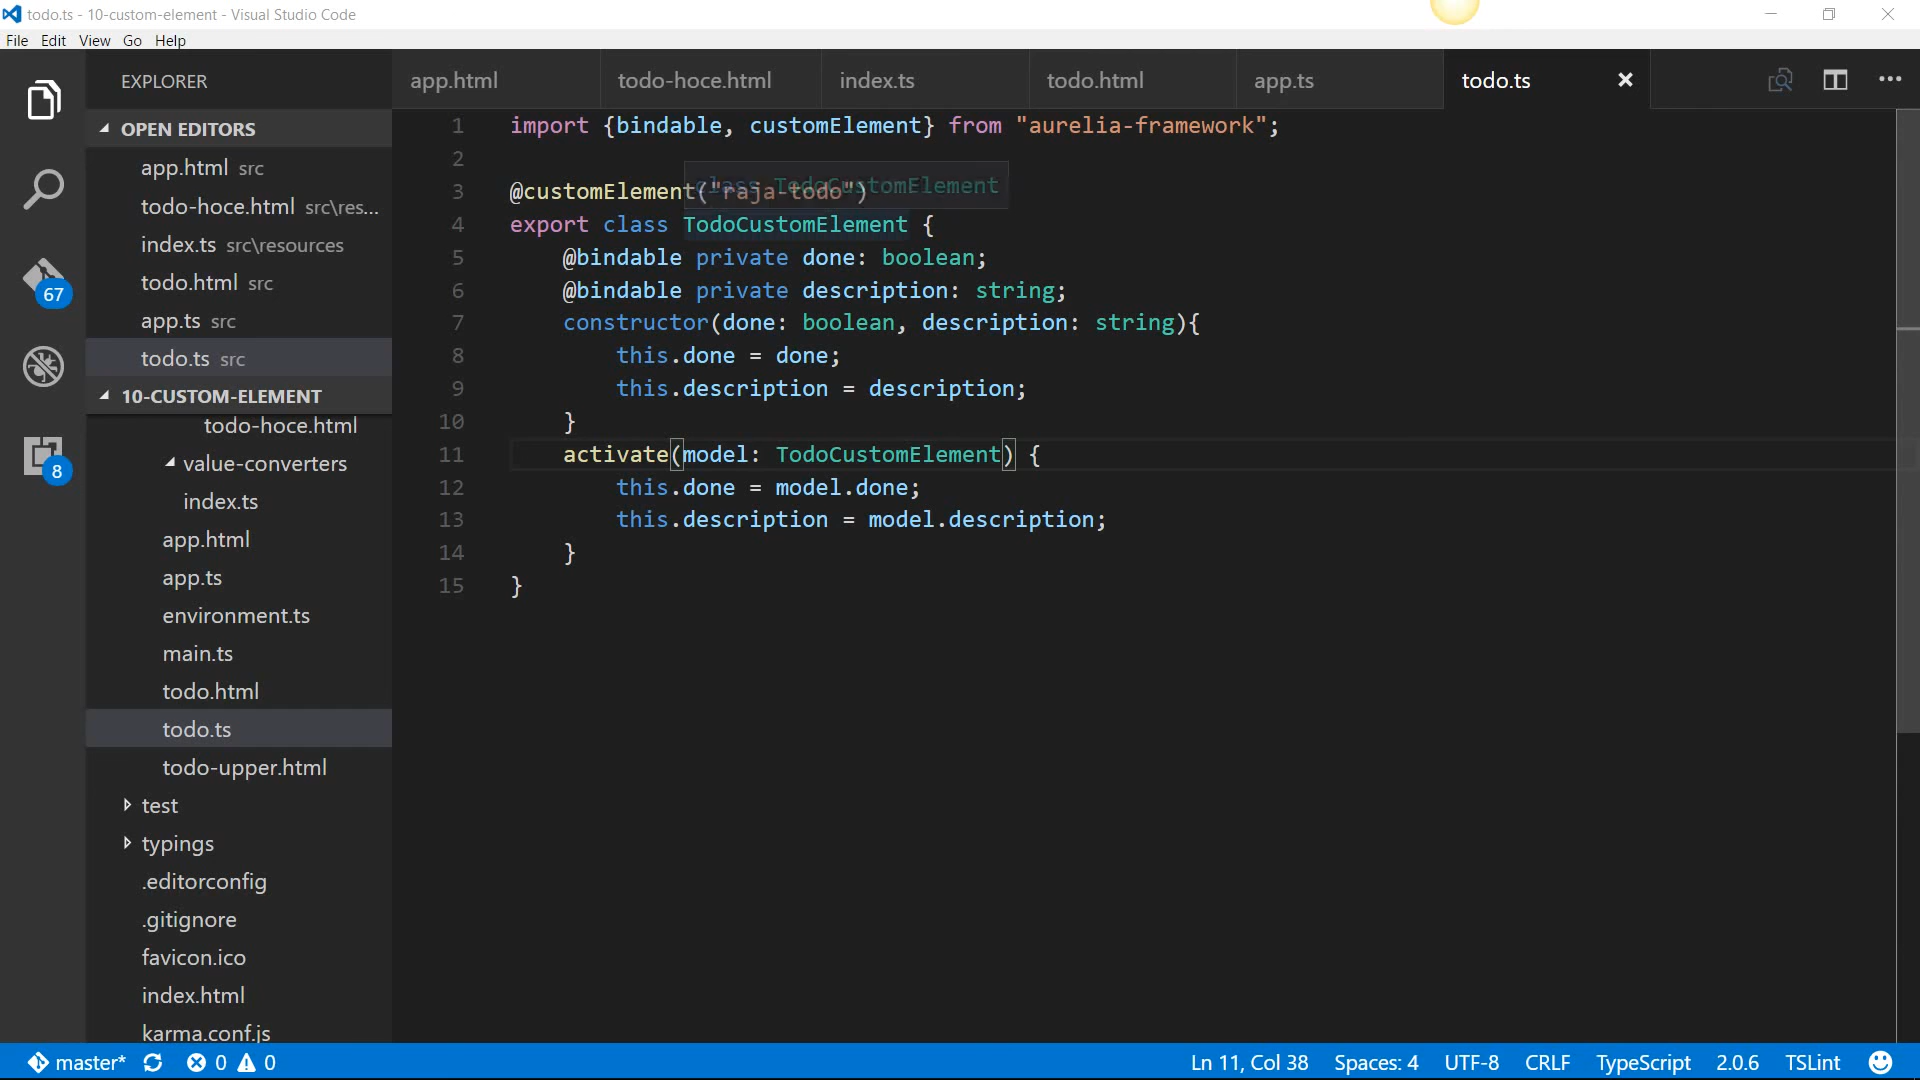 todo.ts - 10-custom-element - Visual Studio Code
File Edit View Go Help
EXPLORER
OPEN EDITORS
app.html src
todo-hoce.html src\res...
index.ts src\resources
todo.html src
app.ts src
todo.ts src
10-CUSTOM-ELEMENT
todo-hoce.html
value-converters
index.ts
app.html
app.ts
environment.ts
main.ts
todo.html
todo.ts
todo-upper.html
test
typings
.editorconfig
.gitignore
favicon.ico
index.html
karma.conf.js
67
8
app.html todo-hoce.html index.ts todo.html app.ts todo.ts
1 import {bindable, customElement} from "aurelia-framework";
2
class TodoCustomElement
3 @customElement("raja-todo")
4 export class TodoCustomElement {
5 @bindable private done: boolean;
6 @bindable private description: string;
7 constructor(done: boolean, description: string){
8 this.done = done;
9 this.description = description;
10 }
11 activate(model: TodoCustomElement) {
12 this.done = model.done;
13 this.description = model.description;
14 }
15 }
master* 0 0 Ln 11, Col 38 Spaces: 4 UTF-8 CRLF TypeScript 2.0.6 TSLint